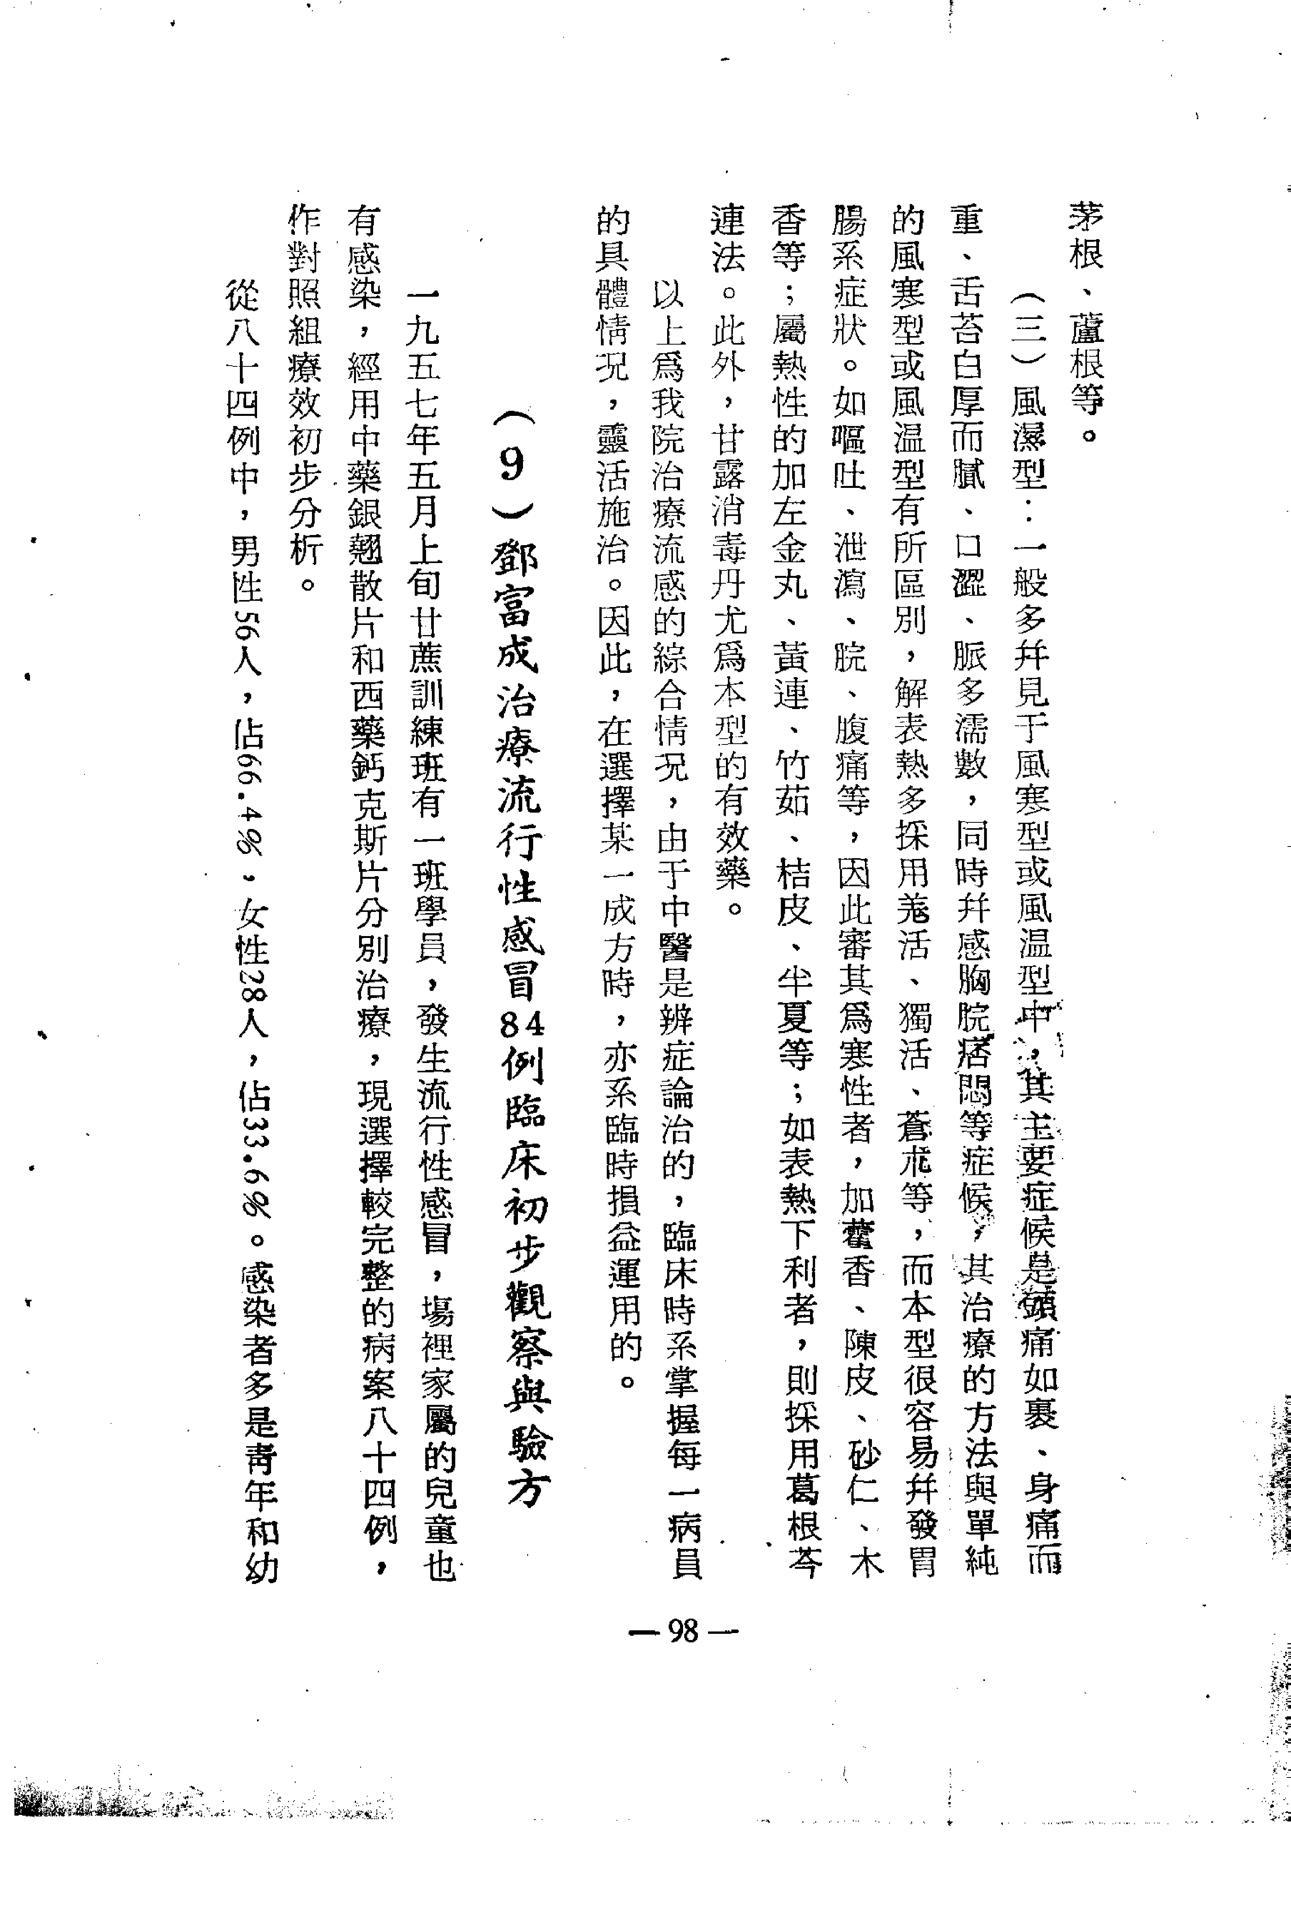 茅根、蘆根等。
（三）風濕型：一般多幷見于風寒型或風温型中，其主要症候是頭痛如裹、身痛而
重、舌苔白厚而膩、口澀、脈多濡數，同時幷感胸脘痞悶等症候，其治療的方法與單純
的風寒型或風温型有所區別，解表熱多採用羗活、獨活、蒼朮等，而本型很容易幷發胃
腸系症狀。如嘔吐、泄瀉、脘、腹痛等，因此審其爲寒性者，加藿香、陳皮、砂仁、木
香等；屬熱性的加左金丸、黃連、竹茹、桔皮、半夏等；如表熱下利者，則採用葛根芩
連法。此外，甘露消毒丹尤爲本型的有效藥。
以上爲我院治療流感的綜合情况，由于中醫是辨症論治的，臨床時系掌握每一病員
的具體情况，靈活施治。因此，在選擇某一成方時，亦系臨時損益運用的。
（9）鄧富成治療流行性感冒84例臨床初步觀察與驗方
一九五七年五月上旬甘蔗訓練班有一班學員，發生流行性感冒，塲裡家屬的兒童也
有感染，經用中藥銀翹散片和西藥鈣克斯片分別治療，現選擇較完整的病案八十四例，
作對照組療效初步分析。
從八十四例中，男性56人，佔66.4%，女性28人，佔33.6%。感染者多是靑年和幼
—98—